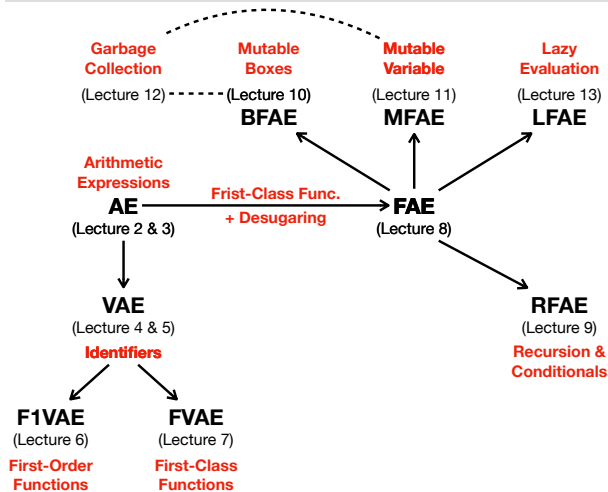 Garbage
Collection
(Lecture 12)
Mutable
Boxes
(Lecture 10)
BFAE
Mutable
Variable
(Lecture 11)
MFAE
Lazy
Evaluation
(Lecture 13)
LFAE
Arithmetic
Expressions
AE
(Lecture 2 & 3)
Frist-Class Func.
+ Desugaring
FAE
(Lecture 8)
VAE
(Lecture 4 & 5)
Identifiers
RFAE
(Lecture 9)
Recursion &
Conditionals
F1VAE
(Lecture 6)
First-Order
Functions
FVAE
(Lecture 7)
First-Class
Functions